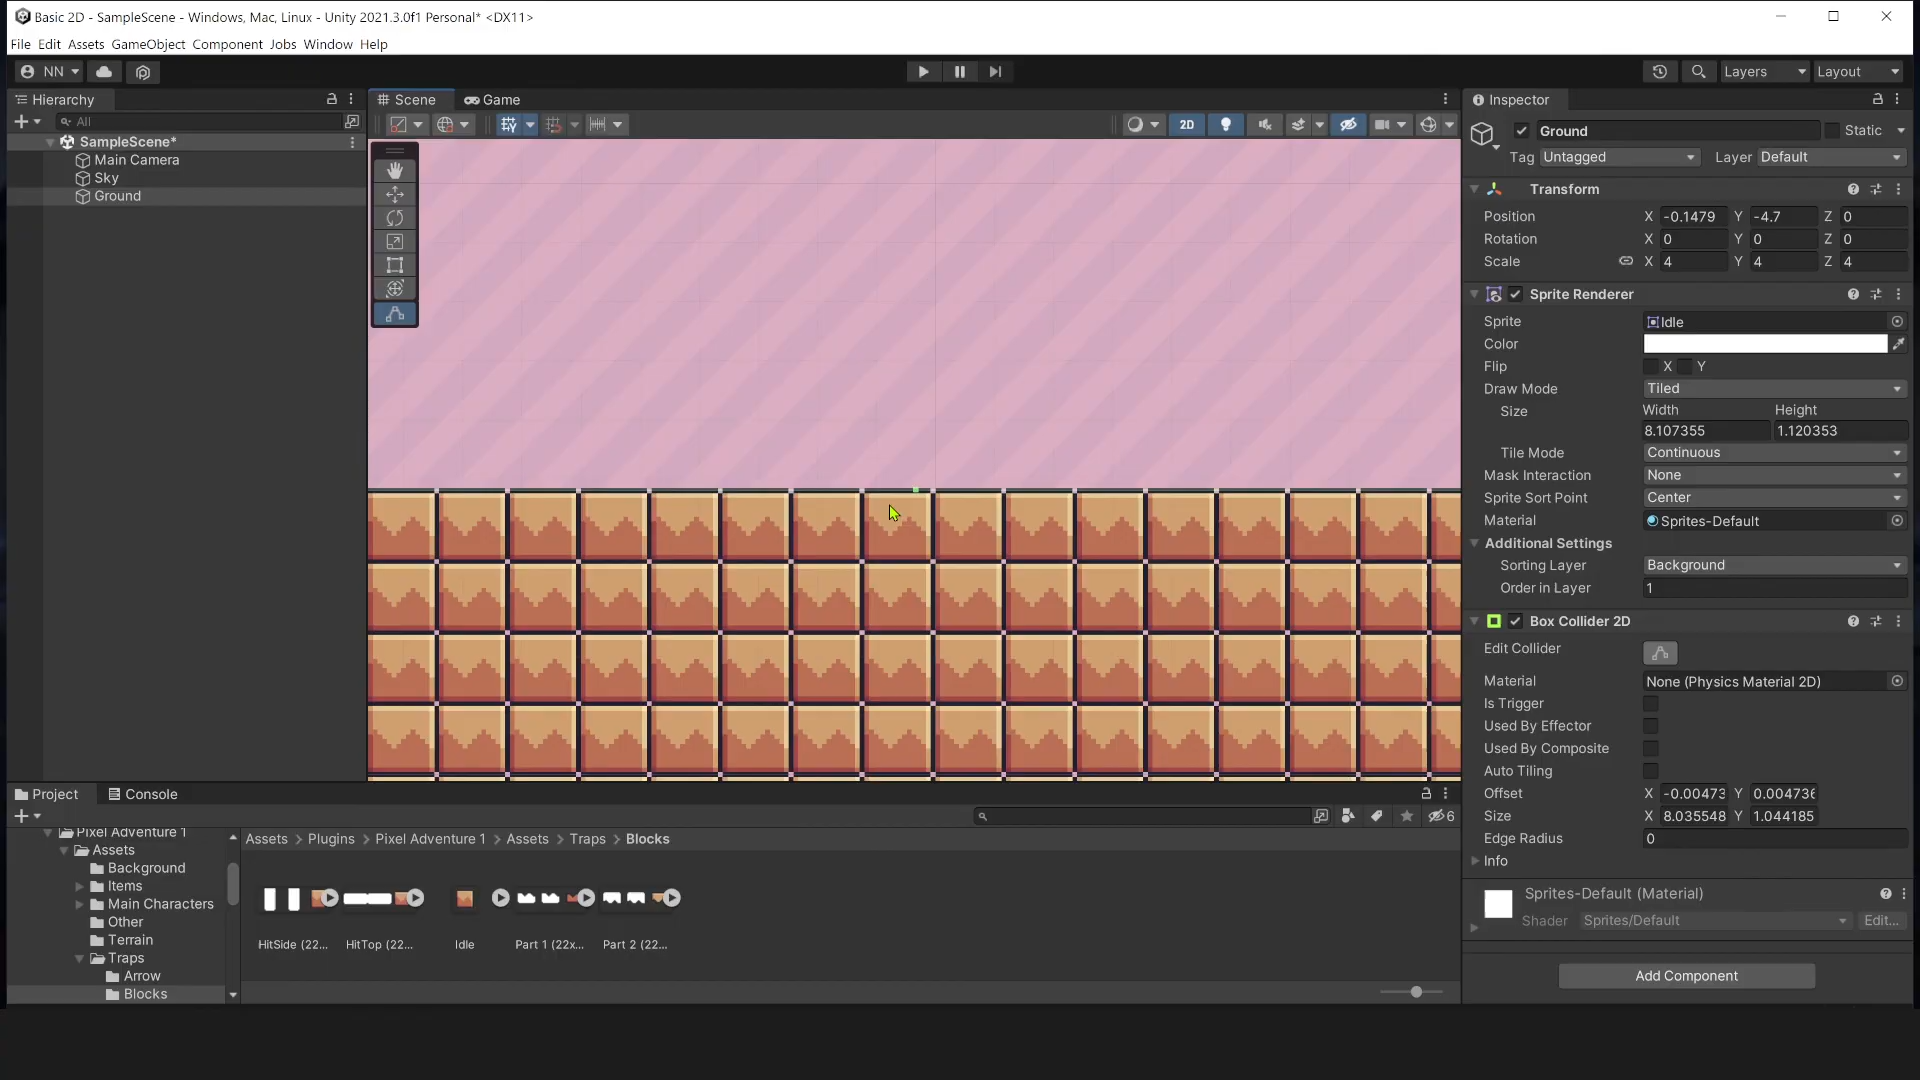 Basic 2D - SampleScene - Windows, Mac, Linux - Unity 2021.3.0f1 Personal* <DX11>
File Edit Assets GameObject Component Jobs Window Help
NN
Layers
Layout
Hierarchy
All
SampleScene*
Main Camera
Sky
Ground
Scene
Game
2D
Inspector
Ground
Static
Tag Untagged
Layer Default
Transform
Position X -0.1479 Y -4.7 Z 0
Rotation X 0 Y 0 Z 0
Scale X 4 Y 4 Z 4
Sprite Renderer
Sprite Idle
Color
Flip X Y
Draw Mode Tiled
Size Width Height
8.107355 1.120353
Tile Mode Continuous
Mask Interaction None
Sprite Sort Point Center
Material Sprites-Default
Additional Settings
Sorting Layer Background
Order in Layer 1
Box Collider 2D
Edit Collider
Material None (Physics Material 2D)
Is Trigger
Used By Effector
Used By Composite
Auto Tiling
Offset X -0.00473 Y 0.004736
Size X 8.035548 Y 1.044185
Edge Radius 0
Info
Sprites-Default (Material)
Shader Sprites/Default Edit...
Add Component
Project
Console
6
Pixel Adventure 1
Assets
Background
Items
Main Characters
Other
Terrain
Traps
Arrow
Blocks
Assets > Plugins > Pixel Adventure 1 > Assets > Traps > Blocks
HitSide (22...
HitTop (22...
Idle
Part 1 (22x...
Part 2 (22...